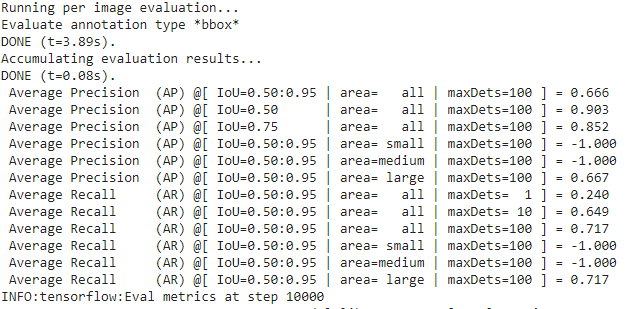 Running per image evaluation...
Evaluate annotation type *bbox*
DONE (t=3.89s).
Accumulating evaluation results...
DONE (t=0.08s).
 Average Precision  (AP) @[ IoU=0.50:0.95 | area=   all | maxDets=100 ] = 0.666
 Average Precision  (AP) @[ IoU=0.50      | area=   all | maxDets=100 ] = 0.903
 Average Precision  (AP) @[ IoU=0.75      | area=   all | maxDets=100 ] = 0.852
 Average Precision  (AP) @[ IoU=0.50:0.95 | area= small | maxDets=100 ] = -1.000
 Average Precision  (AP) @[ IoU=0.50:0.95 | area=medium | maxDets=100 ] = -1.000
 Average Precision  (AP) @[ IoU=0.50:0.95 | area= large | maxDets=100 ] = 0.667
 Average Recall     (AR) @[ IoU=0.50:0.95 | area=   all | maxDets=  1 ] = 0.240
 Average Recall     (AR) @[ IoU=0.50:0.95 | area=   all | maxDets= 10 ] = 0.649
 Average Recall     (AR) @[ IoU=0.50:0.95 | area=   all | maxDets=100 ] = 0.717
 Average Recall     (AR) @[ IoU=0.50:0.95 | area= small | maxDets=100 ] = -1.000
 Average Recall     (AR) @[ IoU=0.50:0.95 | area=medium | maxDets=100 ] = -1.000
 Average Recall     (AR) @[ IoU=0.50:0.95 | area= large | maxDets=100 ] = 0.717
INFO:tensorflow:Eval metrics at step 10000